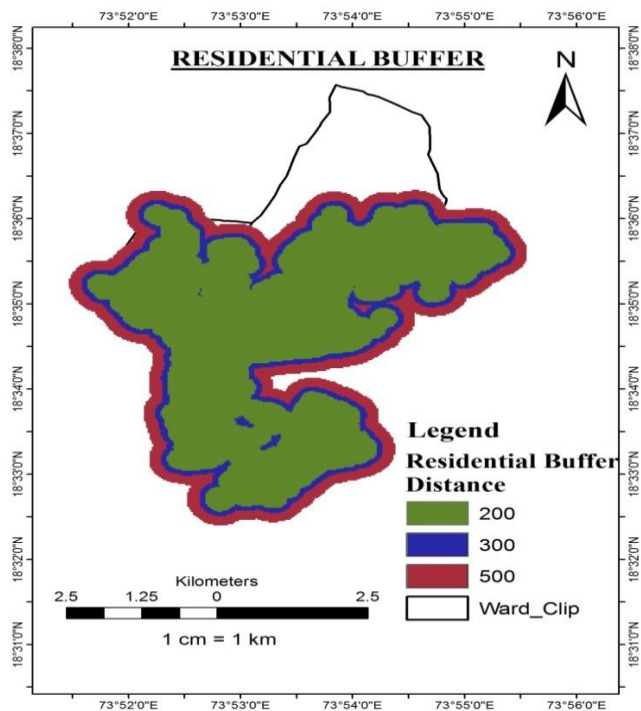 73°52'0"E 73°53'0"E 73°54'0"E 73°55'0"E 73°56'0"E
RESIDENTIAL BUFFER
N
18°38'0"N 18°38'0"N
18°37'0"N 18°37'0"N
18°36'0"N 18°36'0"N
18°35'0"N 18°35'0"N
18°34'0"N 18°34'0"N
18°33'0"N 18°33'0"N
18°32'0"N 18°32'0"N
18°31'0"N 18°31'0"N
Legend
Residential Buffer
Distance
200
300
500
Ward_Clip
Kilometers
2.5 1.25 0 2.5
1 cm = 1 km
73°52'0"E 73°53'0"E 73°54'0"E 73°55'0"E 73°56'0"E